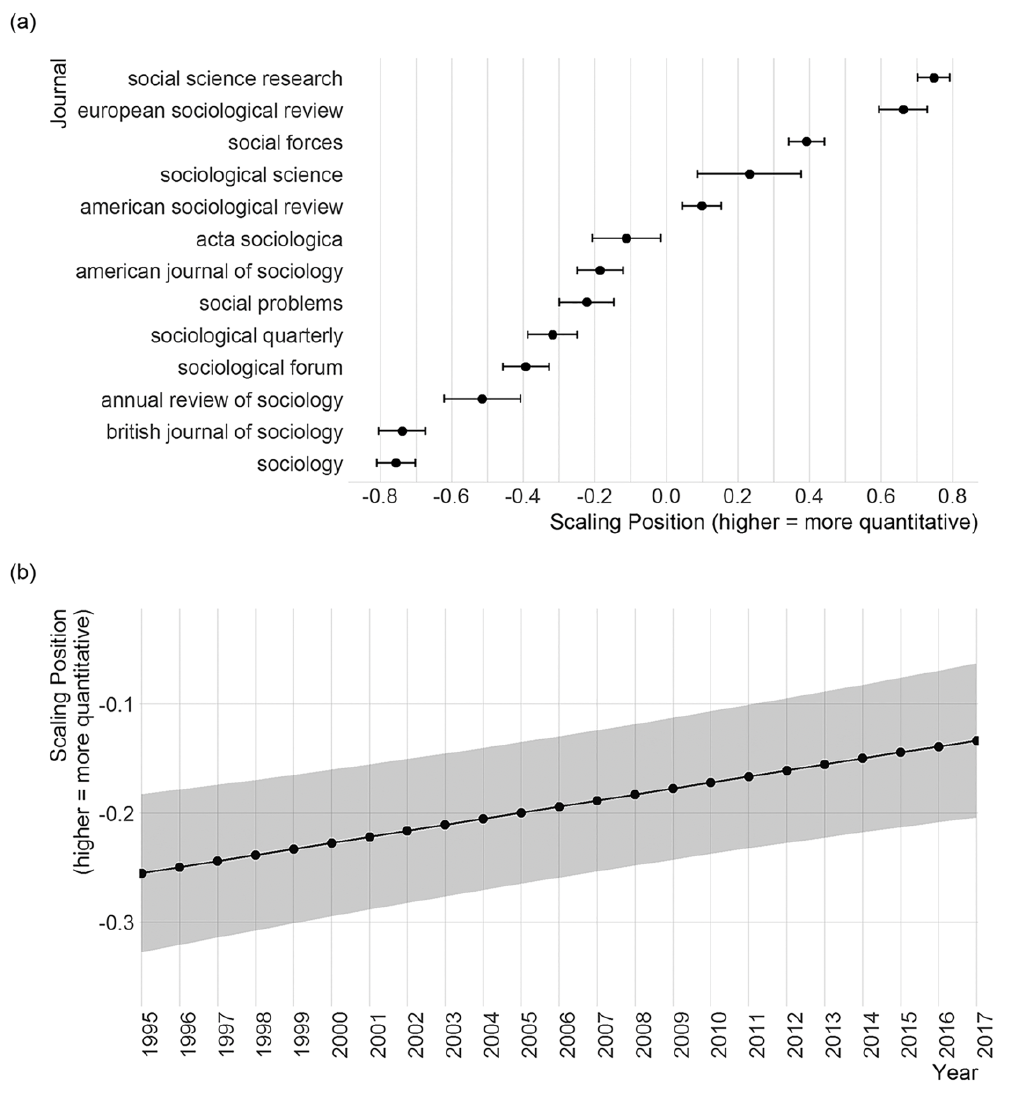 (a)
Journal
social science research
european sociological review
social forces
sociological science
american sociological review
acta sociologica
american journal of sociology
social problems
sociological quarterly
sociological forum
annual review of sociology
british journal of sociology
sociology
-0.8 -0.6 -0.4 -0.2 0.0 0.2 0.4 0.6 0.8
Scaling Position (higher = more quantitative)
(b)
Scaling Position
(higher = more quantitative)
-0.1
-0.2
-0.3
1995 1996 1997 1998 1999 2000 2001 2002 2003 2004 2005 2006 2007 2008 2009 2010 2011 2012 2013 2014 2015 2016 2017
Year